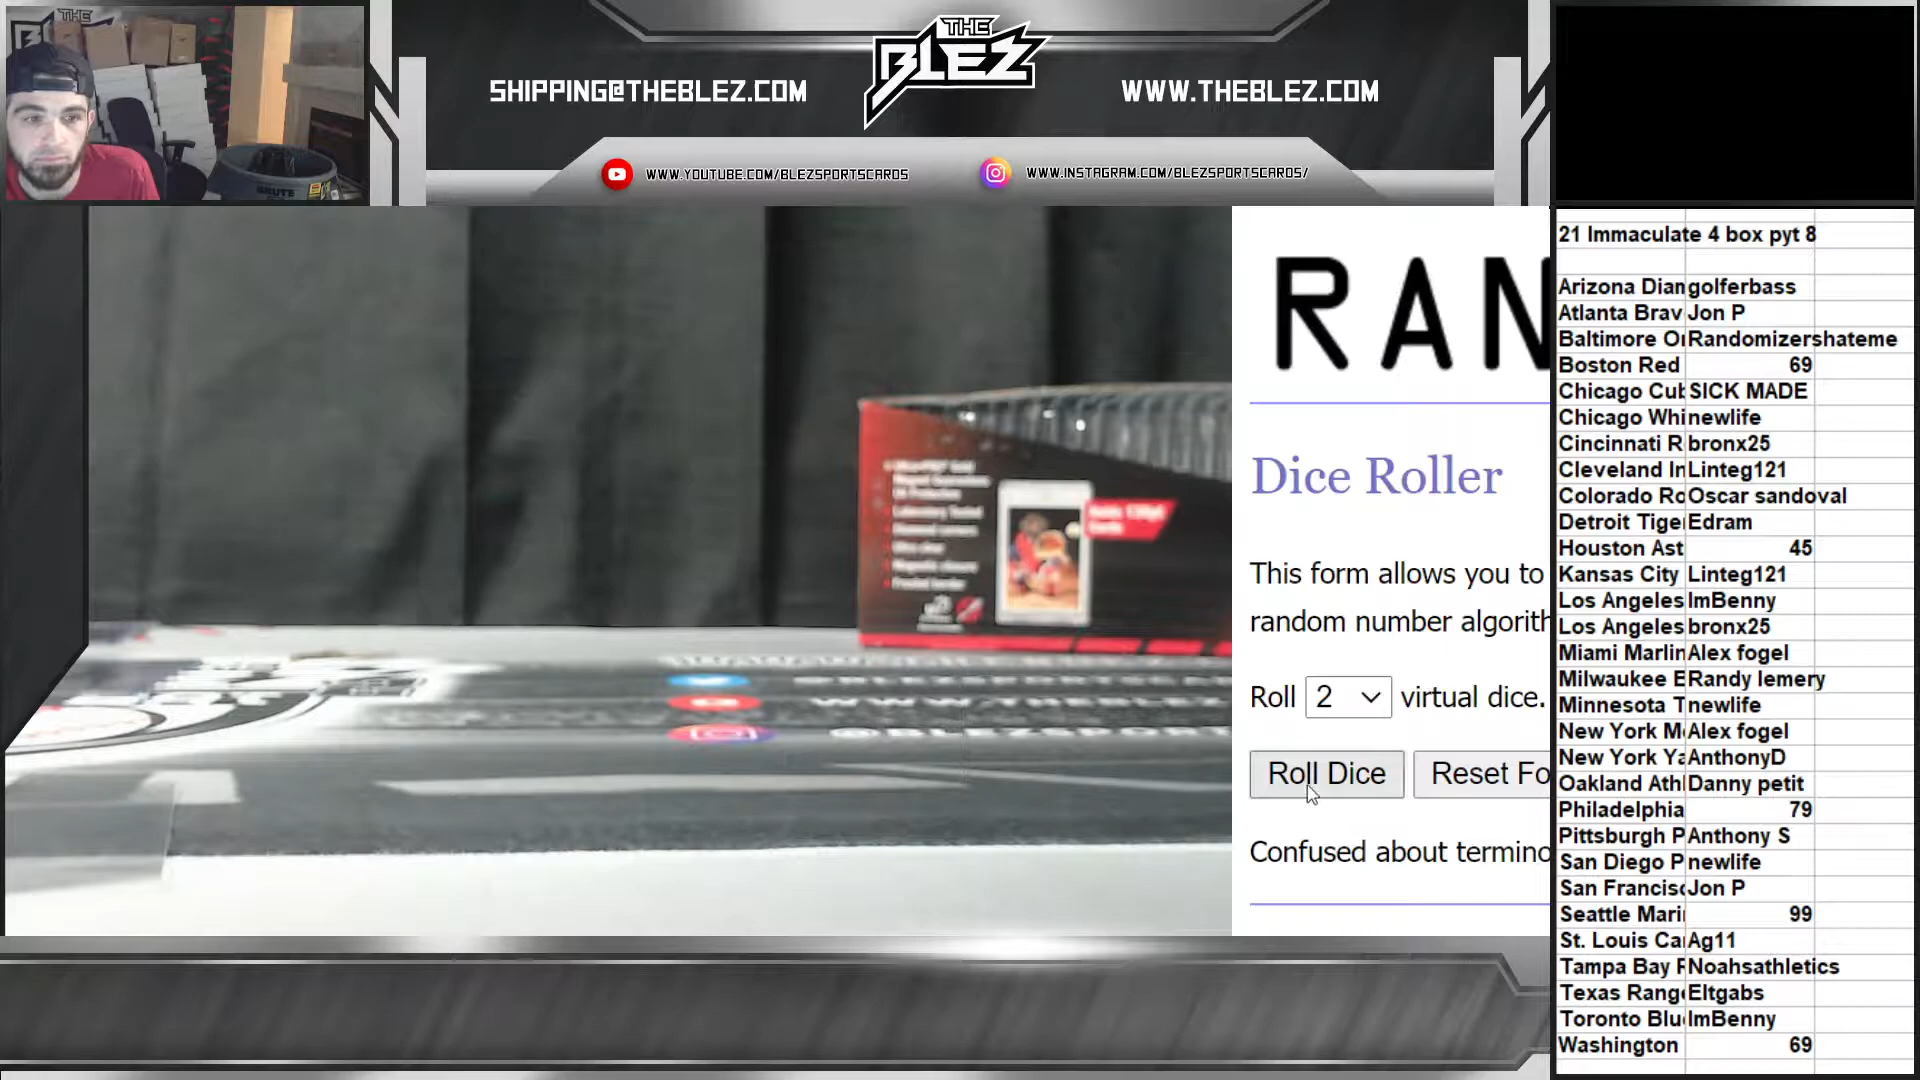 THE
BLEZ
SHIPPING@THEBLEZ.COM
WWW.THEBLEZ.COM
WWW.YOUTUBE.COM/BLEZSPORTSCARDS
WWW.INSTAGRAM.COM/BLEZSPORTSCARDS/
BRUTE
RAN
Dice Roller
This form allows you to
random number algorith
Roll 2 virtual dice.
Roll Dice Reset Fo
Confused about termino
21 Immaculate 4 box pyt 8
Arizona Diam golferbass
Atlanta Brav Jon P
Baltimore Or Randomizershateme
Boston Red 69
Chicago Cub SICK MADE
Chicago Whi newlife
Cincinnati R bronx25
Cleveland In Linteg121
Colorado Ro Oscar sandoval
Detroit Tige Edram
Houston Ast 45
Kansas City Linteg121
Los Angeles ImBenny
Los Angeles bronx25
Miami Marlin Alex fogel
Milwaukee B Randy lemery
Minnesota T newlife
New York M Alex fogel
New York Ya AnthonyD
Oakland Athl Danny petit
Philadelphia 79
Pittsburgh P Anthony S
San Diego P newlife
San Francisc Jon P
Seattle Mari 99
St. Louis Ca Ag11
Tampa Bay R Noahsathletics
Texas Range Eltgabs
Toronto Blu ImBenny
Washington 69